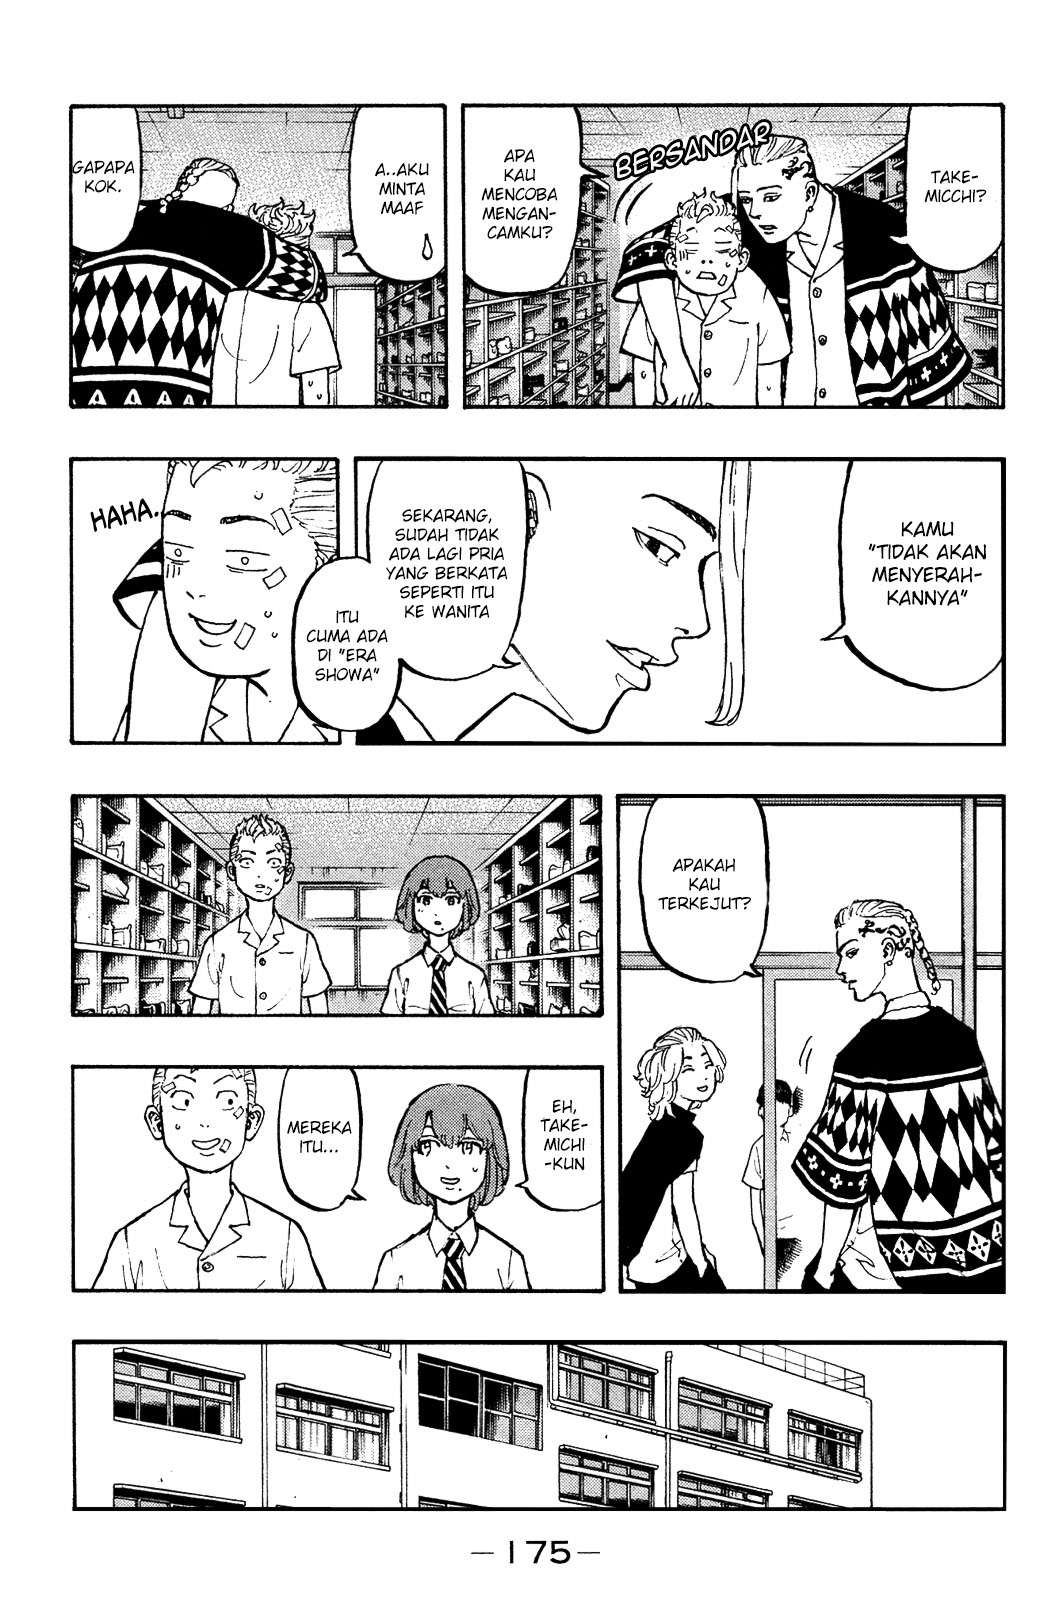 TAKE-
MICCHI?
BERSANDAR
APA
KAU
MENCOBA
MENGAN-
CAMKU?
A..AKU
MINTA
MAAF
GAPAPA
KOK.
KAMU
"TIDAK AKAN
MENYERAH-
KANNYA"
SEKARANG,
SUDAH TIDAK
ADA LAGI PRIA
YANG BERKATA
SEPERTI ITU
KE WANITA
ITU
CUMA ADA
DI "ERA
SHOWA"
HAHA..
APAKAH
KAU
TERKEJUT?
EH,
TAKE-
MICHI
-KUN
MEREKA
ITU...
— 175 —